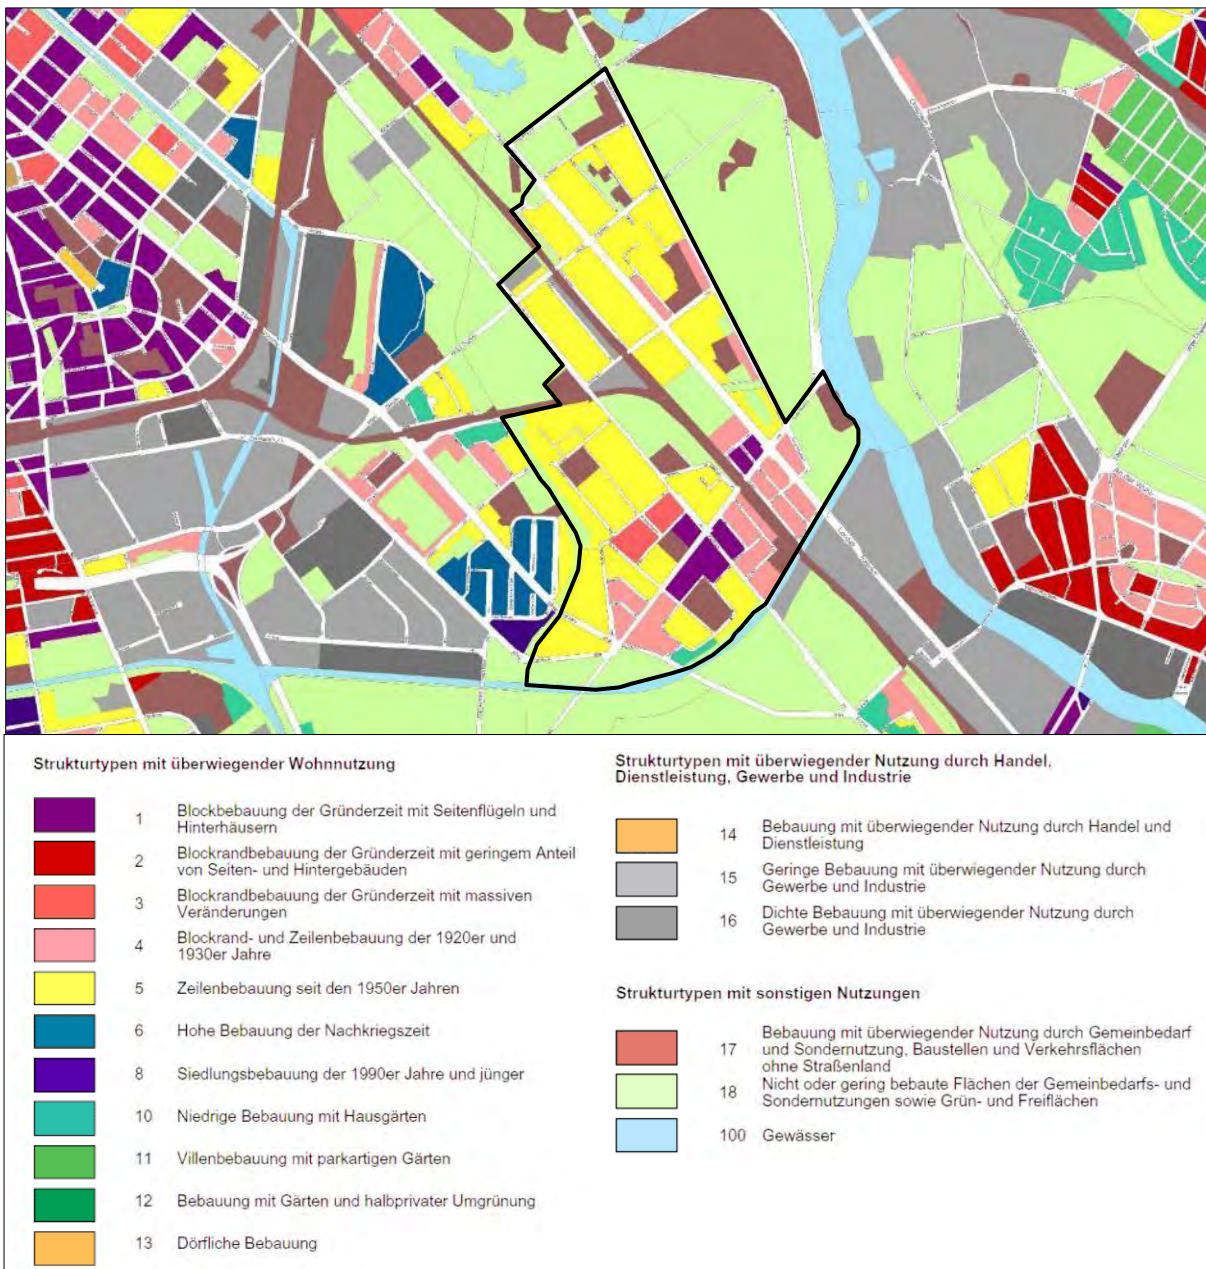 Strukturtypen mit überwiegender Wohnnutzung
1 Blockbebauung der Gründerzeit mit Seitenflügeln und
Hinterhäusern
2 Blockrandbebauung der Gründerzeit mit geringem Anteil
von Seiten- und Hintergebäuden
3 Blockrandbebauung der Gründerzeit mit massiven
Veränderungen
4 Blockrand- und Zeilenbebauung der 1920er und
1930er Jahre
5 Zeilenbebauung seit den 1950er Jahren
6 Hohe Bebauung der Nachkriegszeit
8 Siedlungsbebauung der 1990er Jahre und jünger
10 Niedrige Bebauung mit Hausgärten
11 Villenbebauung mit parkartigen Gärten
12 Bebauung mit Gärten und halbprivater Umgrünung
13 Dörfliche Bebauung
Strukturtypen mit überwiegender Nutzung durch Handel,
Dienstleistung, Gewerbe und Industrie
14 Bebauung mit überwiegender Nutzung durch Handel und
Dienstleistung
15 Geringe Bebauung mit überwiegender Nutzung durch
Gewerbe und Industrie
16 Dichte Bebauung mit überwiegender Nutzung durch
Gewerbe und Industrie
Strukturtypen mit sonstigen Nutzungen
17 Bebauung mit überwiegender Nutzung durch Gemeinbedarf
und Sondernutzung, Baustellen und Verkehrsflächen
ohne Straßenland
18 Nicht oder gering bebaute Flächen der Gemeinbedarfs- und
Sondernutzungen sowie Grün- und Freiflächen
100 Gewässer